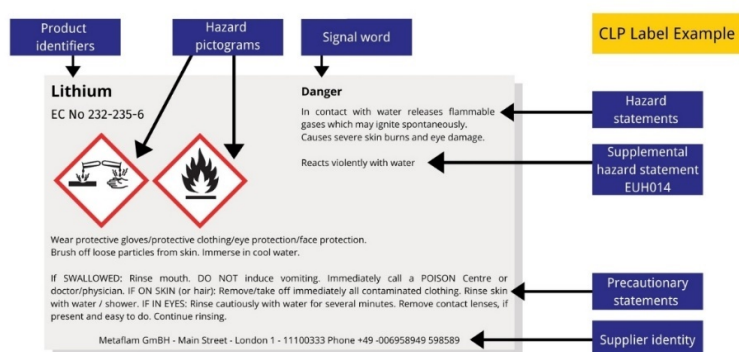 Product
identifiers
Hazard
pictograms
Signal word
CLP Label Example
Lithium
EC No 232-235-6
Danger
In contact with water releases flammable
gases which may ignite spontaneously.
Causes severe skin burns and eye damage.
Reacts violently with water
Hazard
statements
Supplemental
hazard statement
EUH014
Wear protective gloves/protective clothing/eye protection/face protection.
Brush off loose particles from skin. Immerse in cool water.
If SWALLOWED: Rinse mouth. DO NOT induce vomiting. Immediately call a POISON Centre or
doctor/physician. IF ON SKIN (or hair): Remove/take off immediately all contaminated clothing. Rinse skin
with water / shower. IF IN EYES: Rinse cautiously with water for several minutes. Remove contact lenses, if
present and easy to do. Continue rinsing.
Precautionary
statements
Metaflam GmBH - Main Street - London 1 - 11100333 Phone +49 -006958949 598589
Supplier identity